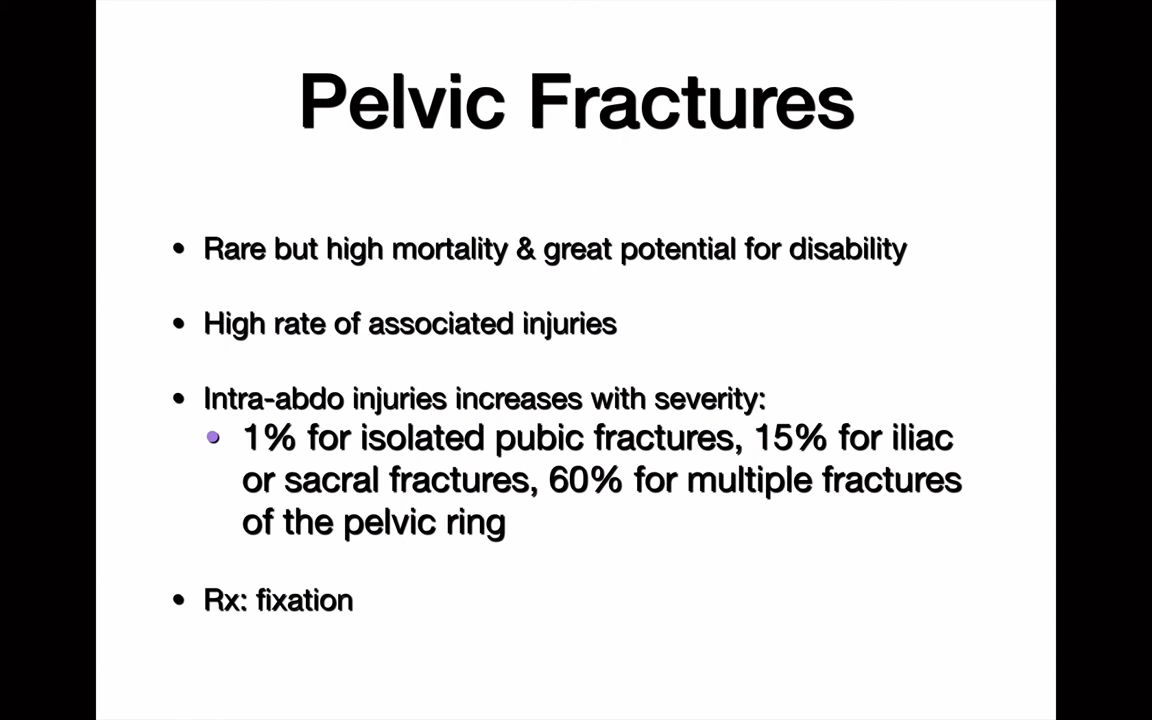 Pelvic Fractures
• Rare but high mortality & great potential for disability
• High rate of associated injuries
• Intra-abdo injuries increases with severity:
• 1% for isolated pubic fractures, 15% for iliac
or sacral fractures, 60% for multiple fractures
of the pelvic ring
• Rx: fixation